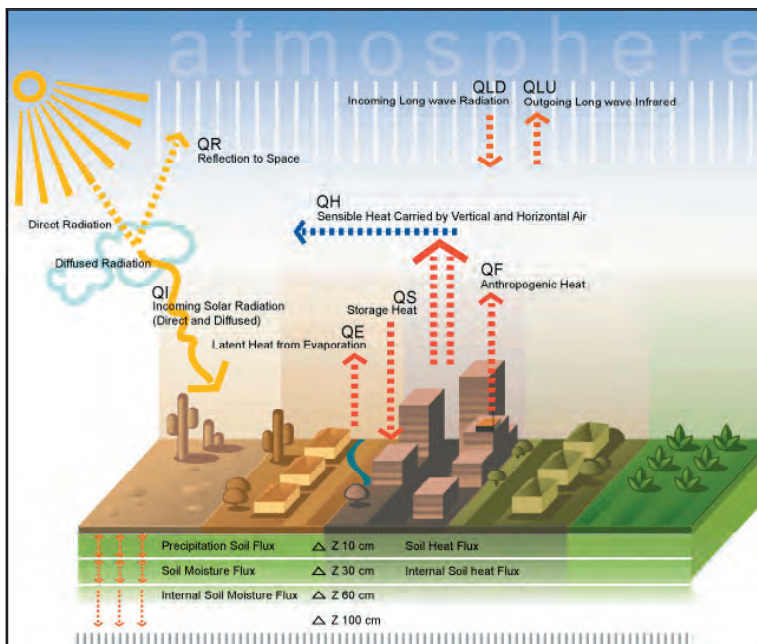 atmosphere
QLD
Incoming Long wave Radiation
QLU
Outgoing Long wave Infrared
QR
Reflection to Space
QH
Sensible Heat Carried by Vertical and Horizontal Air
Direct Radiation
Diffused Radiation
QI
Incoming Solar Radiation
(Direct and Diffused)
QF
Anthropogenic Heat
QS
Storage Heat
QE
Latent Heat from Evaporation
Precipitation Soil Flux △ Z 10 cm Soil Heat Flux
Soil Moisture Flux △ Z 30 cm Internal Soil heat Flux
Internal Soil Moisture Flux △ Z 60 cm
△ Z 100 cm